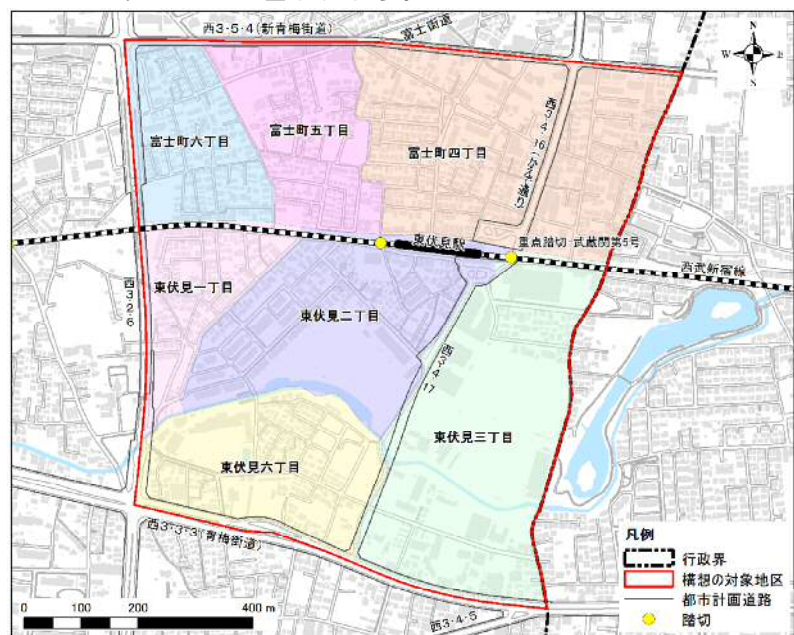 西3・5・4(新青梅街道)
富士街道
N
W E
S
富士町六丁目
富士町五丁目
富士町四丁目
西3・4・16(かえで通り)
東伏見駅
重点踏切・武蔵関第5号
西武新宿線
東伏見一丁目
西3・2・6
東伏見二丁目
西3・4・17
東伏見三丁目
東伏見六丁目
西3・3・3(青梅街道)
西3・4・5
0 100 200 400 m
凡例
行政界
構想の対象地区
都市計画道路
踏切